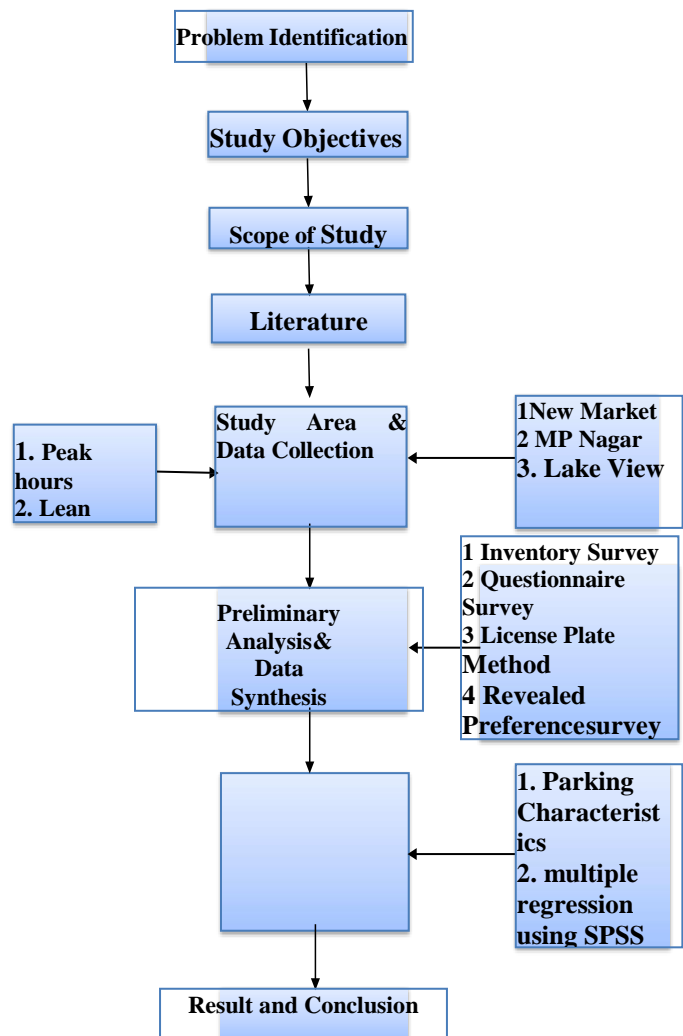 Problem Identification
Study Objectives
Scope of Study
Literature
Study Area &
Data Collection
1. Peak
hours
2. Lean
1New Market
2 MP Nagar
3. Lake View
Preliminary
Analysis&
Data
Synthesis
1 Inventory Survey
2 Questionnaire
Survey
3 License Plate
Method
4 Revealed
Preferencesurvey
1. Parking
Characterist
ics
2. multiple
regression
using SPSS
Result and Conclusion